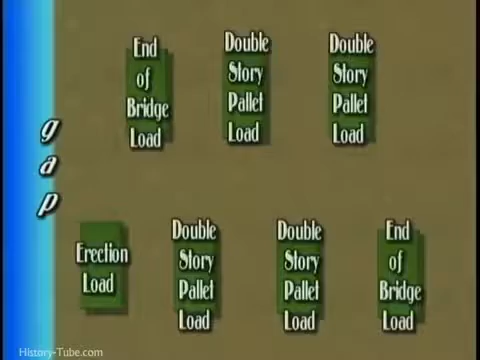 End
of
Bridge
Load
Double
Story
Pallet
Load
Double
Story
Pallet
Load
gap
Erection
Load
Double
Story
Pallet
Load
Double
Story
Pallet
Load
End
of
Bridge
Load
History-Tube.com